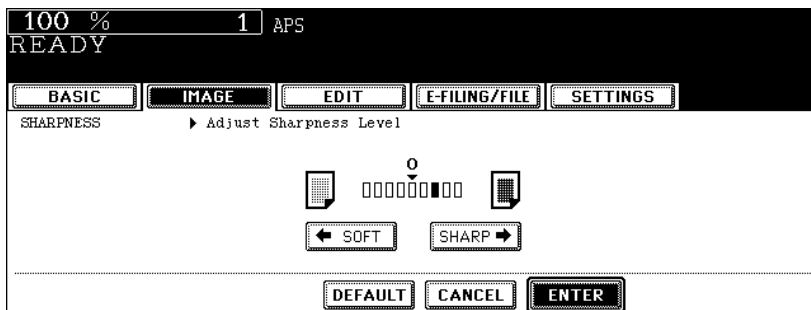 100 % 1 APS
READY
BASIC IMAGE EDIT E-FILING/FILE SETTINGS
SHARPNESS Adjust Sharpness Level
0
SOFT SHARP
DEFAULT CANCEL ENTER